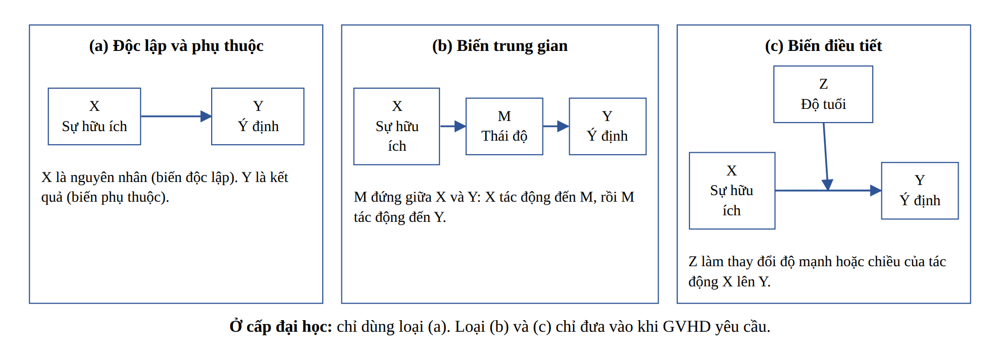 (a) Độc lập và phụ thuộc
X
Sự hữu ích
Y
Ý định
X là nguyên nhân (biến độc lập). Y là kết
quả (biến phụ thuộc).
(b) Biến trung gian
X
Sự hữu
ích
M
Thái độ
Y
Ý định
M đứng giữa X và Y: X tác động đến M, rồi M
tác động đến Y.
(c) Biến điều tiết
Z
Độ tuổi
X
Sự hữu
ích
Y
Ý định
Z làm thay đổi độ mạnh hoặc chiều của tác
động X lên Y.
Ở cấp đại học: chỉ dùng loại (a). Loại (b) và (c) chỉ đưa vào khi GVHD yêu cầu.